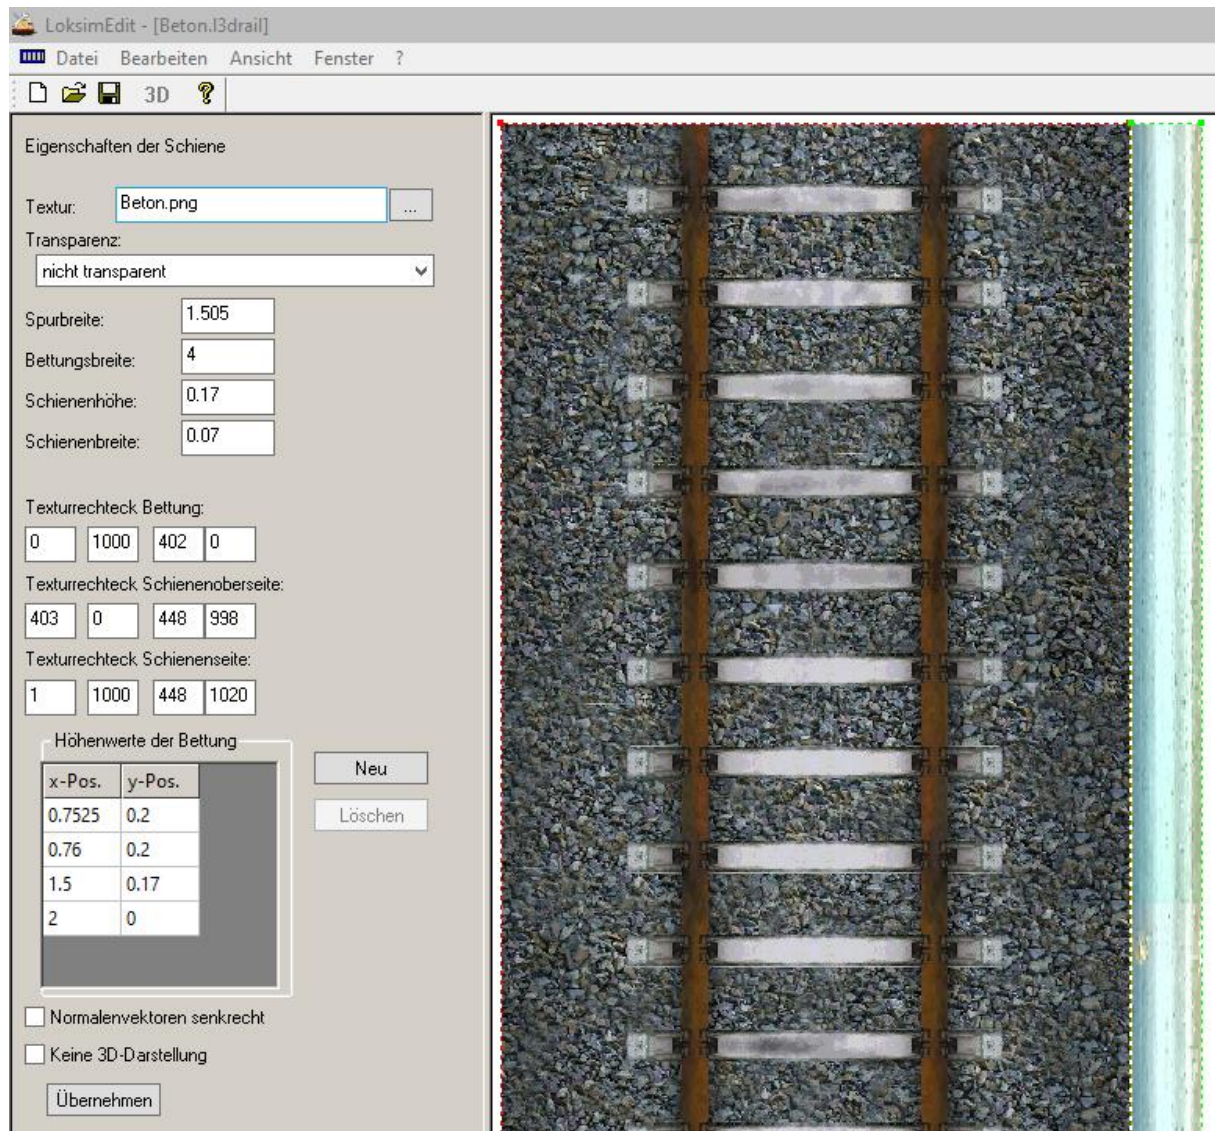 LoksimEdit - [Beton.l3drail]
Datei Bearbeiten Ansicht Fenster ?
3D ?
Eigenschaften der Schiene
Textur: Beton.png ...
Transparenz:
nicht transparent
Spurbreite: 1.505
Bettungsbreite: 4
Schienenhöhe: 0.17
Schienenbreite: 0.07
Texturrechteck Bettung:
0 1000 402 0
Texturrechteck Schienenoberseite:
403 0 448 998
Texturrechteck Schienenseite:
1 1000 448 1020
Höhenwerte der Bettung
x-Pos. y-Pos.
0.7525 0.2
0.76 0.2
1.5 0.17
2 0
Neu
Löschen
Normalenvektoren senkrecht
Keine 3D-Darstellung
Übernehmen